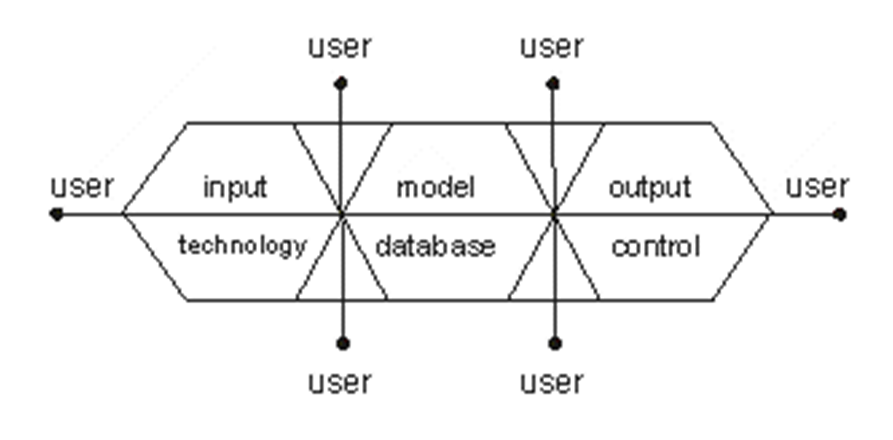 user user
user input model output user
technology database control
user user